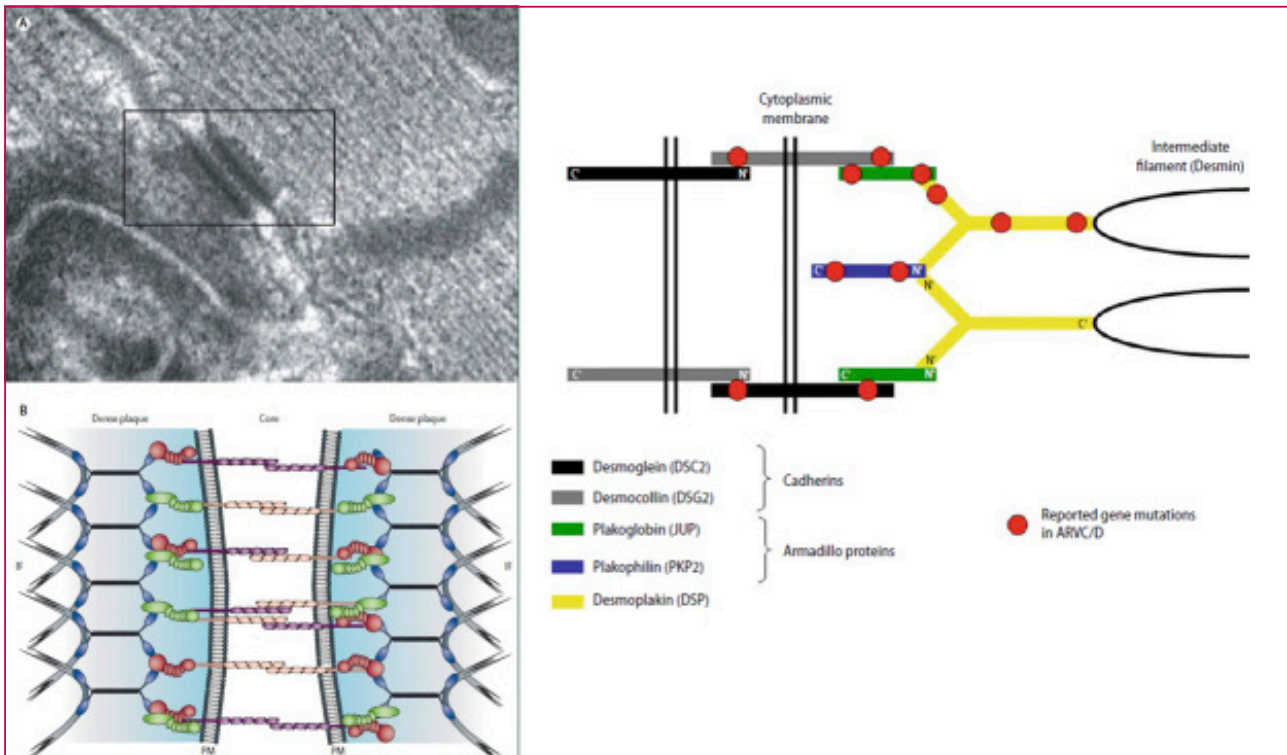 A
B
Dense plaque Core Dense plaque
IF IF
PM PM
Cytoplasmic
membrane
Intermediate
filament (Desmin)
C' N'
C' N'
N'
C'
N'
N' C' N'
Desmoglein (DSC2)
Desmocollin (DSG2)
Cadherins
Plakoglobin (JUP)
Plakophilin (PKP2)
Armadillo proteins
Desmoplakin (DSP)
Reported gene mutations
in ARVC/D